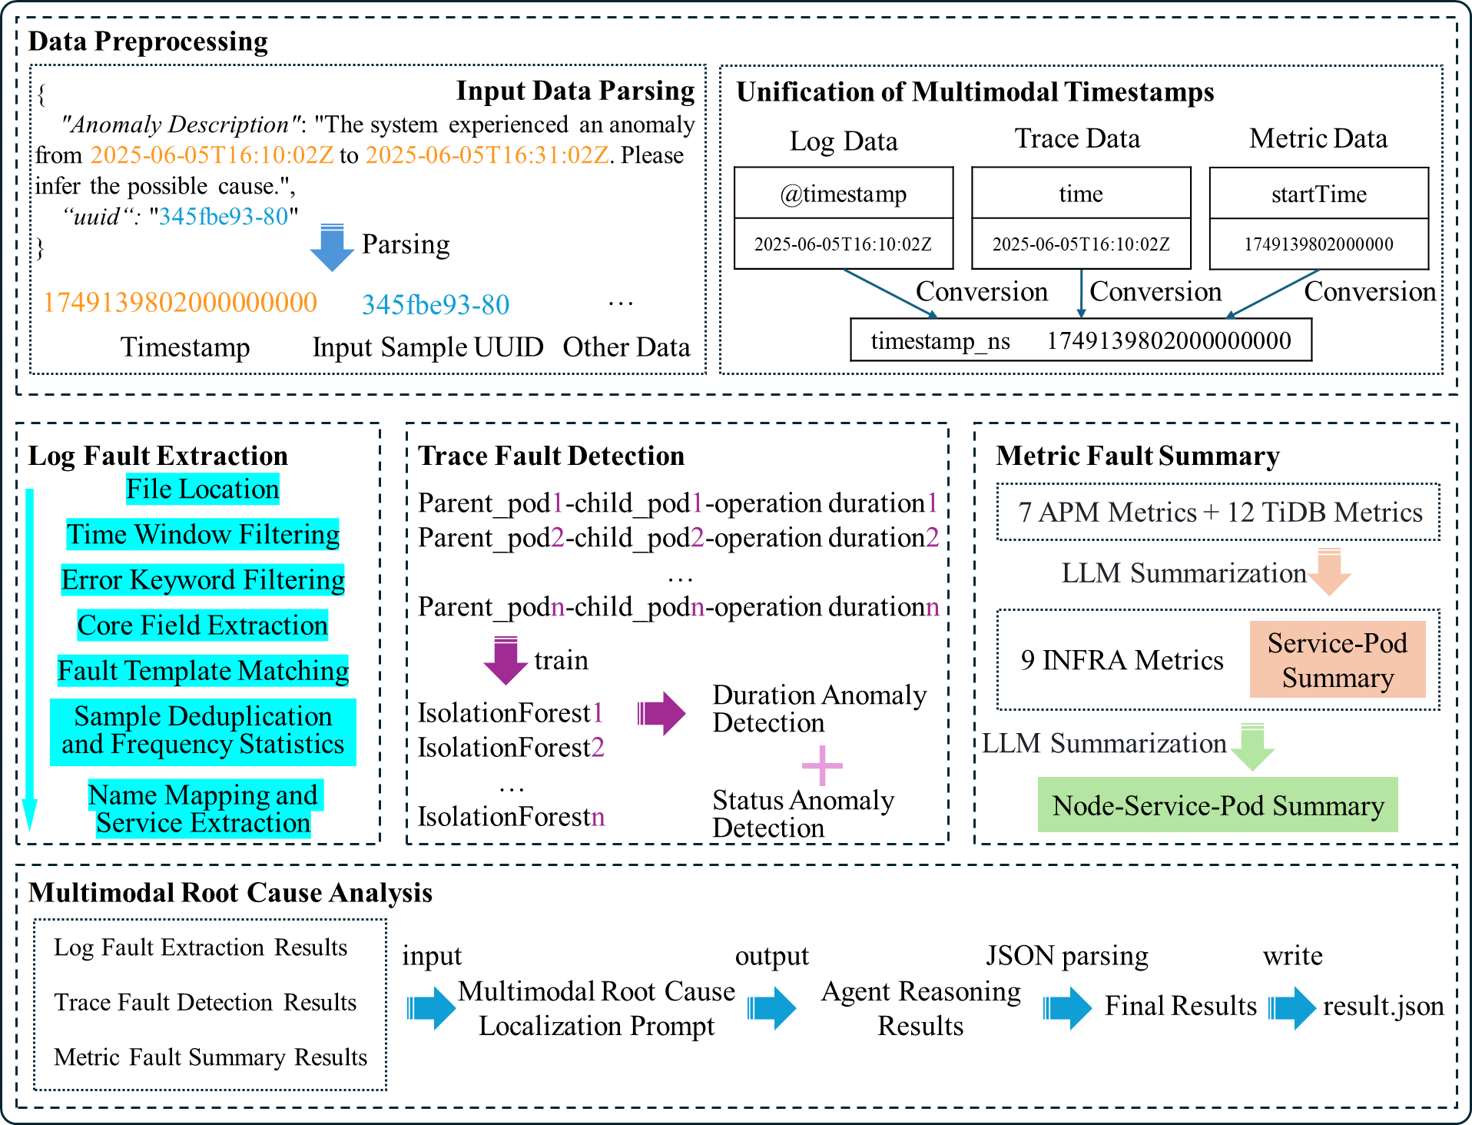 Data Preprocessing
Input Data Parsing
{
"Anomaly Description": "The system experienced an anomaly
from 2025-06-05T16:10:02Z to 2025-06-05T16:31:02Z. Please
infer the possible cause.",
“uuid“: "345fbe93-80"
}
Parsing
1749139802000000000 345fbe93-80 ...
Timestamp Input Sample UUID Other Data
Unification of Multimodal Timestamps
Log Data Trace Data Metric Data
@timestamp time startTime
2025-06-05T16:10:02Z 2025-06-05T16:10:02Z 1749139802000000
Conversion Conversion Conversion
timestamp_ns 1749139802000000000
Log Fault Extraction
File Location
Time Window Filtering
Error Keyword Filtering
Core Field Extraction
Fault Template Matching
Sample Deduplication
and Frequency Statistics
Name Mapping and
Service Extraction
Trace Fault Detection
Parent_pod1-child_pod1-operation duration1
Parent_pod2-child_pod2-operation duration2
...
Parent_podn-child_podn-operation durationn
train
IsolationForest1
IsolationForest2
...
IsolationForestn
Duration Anomaly
Detection
Status Anomaly
Detection
Metric Fault Summary
7 APM Metrics + 12 TiDB Metrics
LLM Summarization
9 INFRA Metrics
Service-Pod
Summary
LLM Summarization
Node-Service-Pod Summary
Multimodal Root Cause Analysis
Log Fault Extraction Results
Trace Fault Detection Results
Metric Fault Summary Results
input
Multimodal Root Cause
Localization Prompt
output
Agent Reasoning
Results
JSON parsing
Final Results
write
result.json